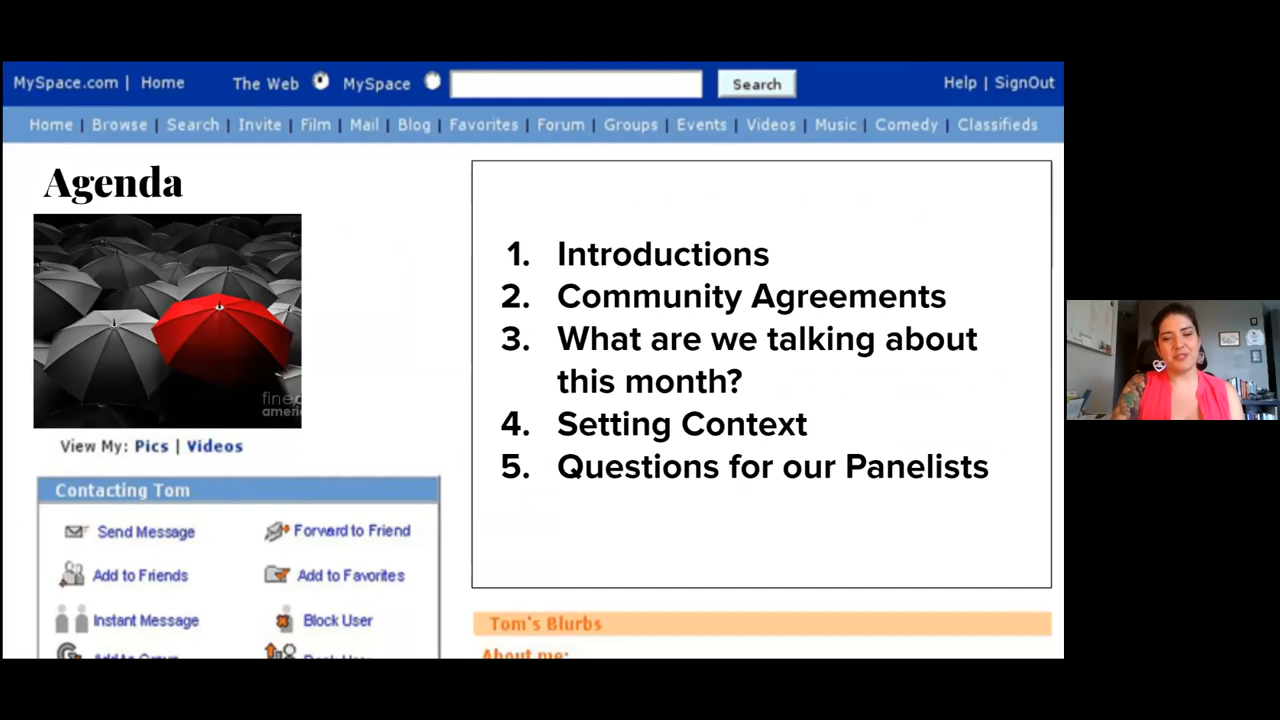 MySpace.com | Home The Web MySpace Search Help | SignOut
Home | Browse | Search | Invite | Film | Mail | Blog | Favorites | Forum | Groups | Events | Videos | Music | Comedy | Classifieds
Agenda
fine
ameri
View My: Pics | Videos
Contacting Tom
Send Message Forward to Friend
Add to Friends Add to Favorites
Instant Message Block User
1. Introductions
2. Community Agreements
3. What are we talking about
this month?
4. Setting Context
5. Questions for our Panelists
Tom's Blurbs
About me: